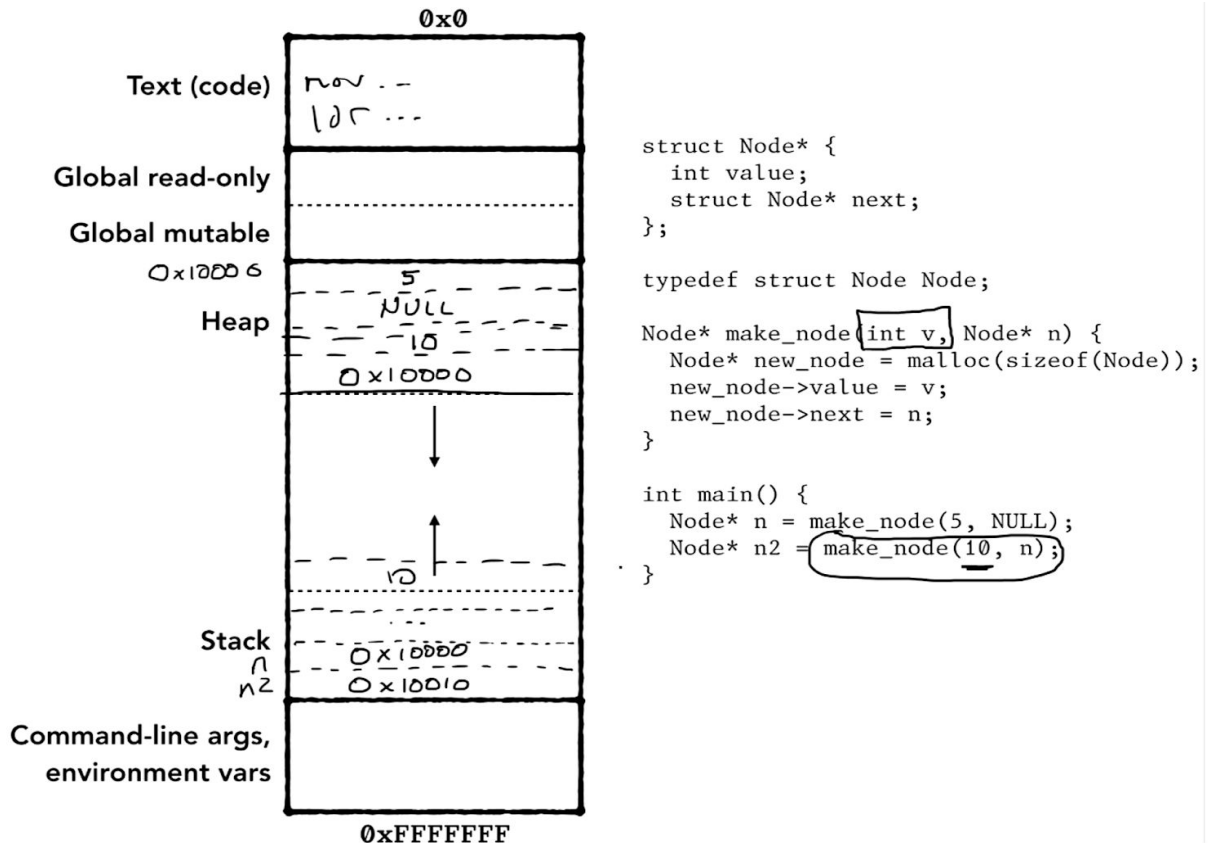 0x0
Text (code)
mov . --
ldr ...
Global read-only
Global mutable
0x10000
5
NULL
Heap
10
0x10000
10
...
Stack
n 0x10000
n2 0x10010
Command-line args,
environment vars
0xFFFFFFF
struct Node* {
int value;
struct Node* next;
};
typedef struct Node Node;
Node* make_node(int v, Node* n) {
Node* new_node = malloc(sizeof(Node));
new_node->value = v;
new_node->next = n;
}
int main() {
Node* n = make_node(5, NULL);
Node* n2 = make_node(10, n);
}